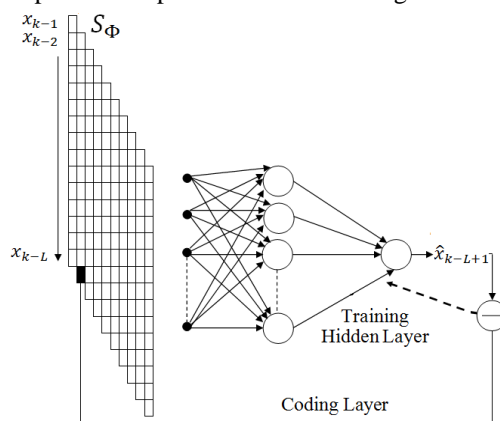 x_{k-1}
S_Φ
x_{k-2}
x_{k-L}
x̂_{k-L+1}
Training
Hidden Layer
Coding Layer